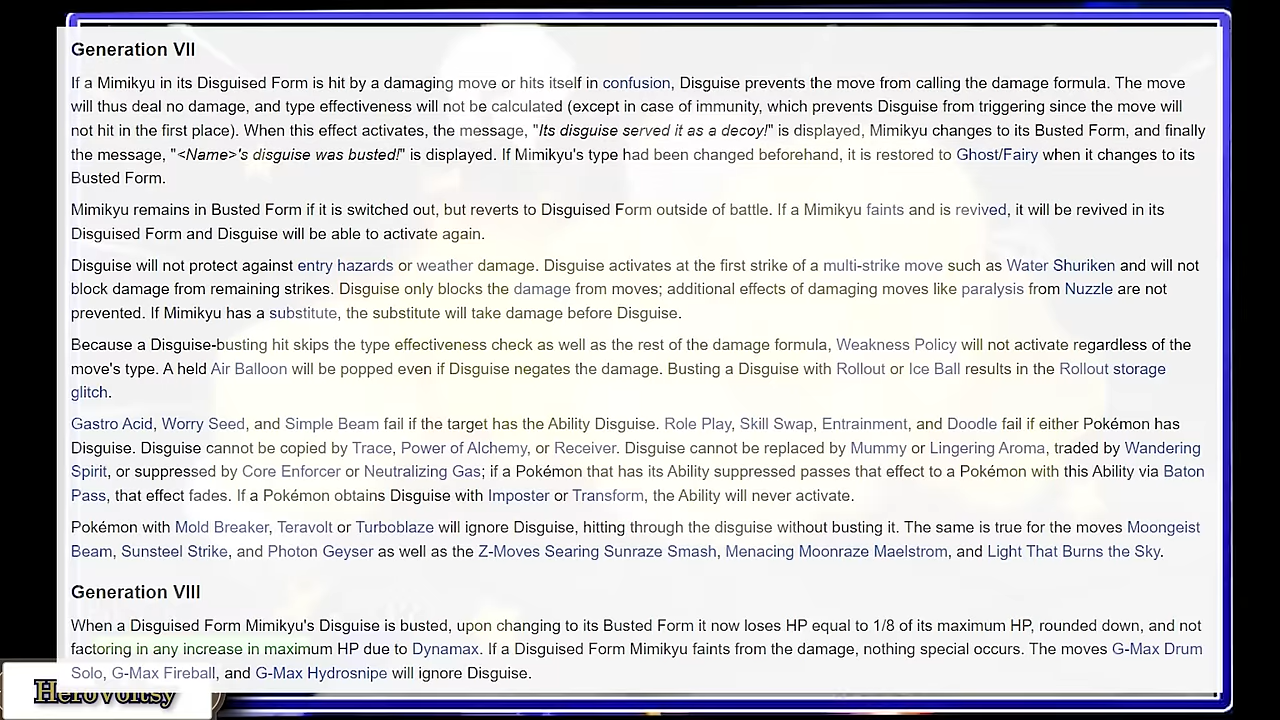 Generation VII
If a Mimikyu in its Disguised Form is hit by a damaging move or hits itself in confusion, Disguise prevents the move from calling the damage formula. The move
will thus deal no damage, and type effectiveness will not be calculated (except in case of immunity, which prevents Disguise from triggering since the move will
not hit in the first place). When this effect activates, the message, "Its disguise served it as a decoy!" is displayed, Mimikyu changes to its Busted Form, and finally
the message, "<Name>'s disguise was busted!" is displayed. If Mimikyu's type had been changed beforehand, it is restored to Ghost/Fairy when it changes to its
Busted Form.
Mimikyu remains in Busted Form if it is switched out, but reverts to Disguised Form outside of battle. If a Mimikyu faints and is revived, it will be revived in its
Disguised Form and Disguise will be able to activate again.
Disguise will not protect against entry hazards or weather damage. Disguise activates at the first strike of a multi-strike move such as Water Shuriken and will not
block damage from remaining strikes. Disguise only blocks the damage from moves; additional effects of damaging moves like paralysis from Nuzzle are not
prevented. If Mimikyu has a substitute, the substitute will take damage before Disguise.
Because a Disguise-busting hit skips the type effectiveness check as well as the rest of the damage formula, Weakness Policy will not activate regardless of the
move's type. A held Air Balloon will be popped even if Disguise negates the damage. Busting a Disguise with Rollout or Ice Ball results in the Rollout storage
glitch.
Gastro Acid, Worry Seed, and Simple Beam fail if the target has the Ability Disguise. Role Play, Skill Swap, Entrainment, and Doodle fail if either Pokémon has
Disguise. Disguise cannot be copied by Trace, Power of Alchemy, or Receiver. Disguise cannot be replaced by Mummy or Lingering Aroma, traded by Wandering
Spirit, or suppressed by Core Enforcer or Neutralizing Gas; if a Pokémon that has its Ability suppressed passes that effect to a Pokémon with this Ability via Baton
Pass, that effect fades. If a Pokémon obtains Disguise with Imposter or Transform, the Ability will never activate.
Pokémon with Mold Breaker, Teravolt or Turboblaze will ignore Disguise, hitting through the disguise without busting it. The same is true for the moves Moongeist
Beam, Sunsteel Strike, and Photon Geyser as well as the Z-Moves Searing Sunraze Smash, Menacing Moonraze Maelstrom, and Light That Burns the Sky.
Generation VIII
When a Disguised Form Mimikyu's Disguise is busted, upon changing to its Busted Form it now loses HP equal to 1/8 of its maximum HP, rounded down, and not
factoring in any increase in maximum HP due to Dynamax. If a Disguised Form Mimikyu faints from the damage, nothing special occurs. The moves G-Max Drum
Solo, G-Max Fireball, and G-Max Hydrosnipe will ignore Disguise.
HeroVoltsy